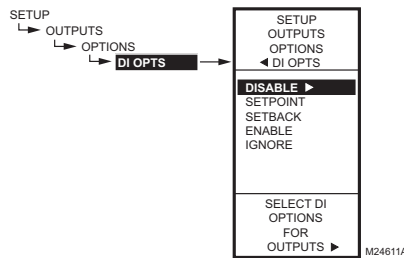 SETUP
OUTPUTS
OPTIONS
DI OPTS
SETUP
OUTPUTS
OPTIONS
◄ DI OPTS
DISABLE ►
SETPOINT
SETBACK
ENABLE
IGNORE
SELECT DI
OPTIONS
FOR
OUTPUTS ►
M24611A